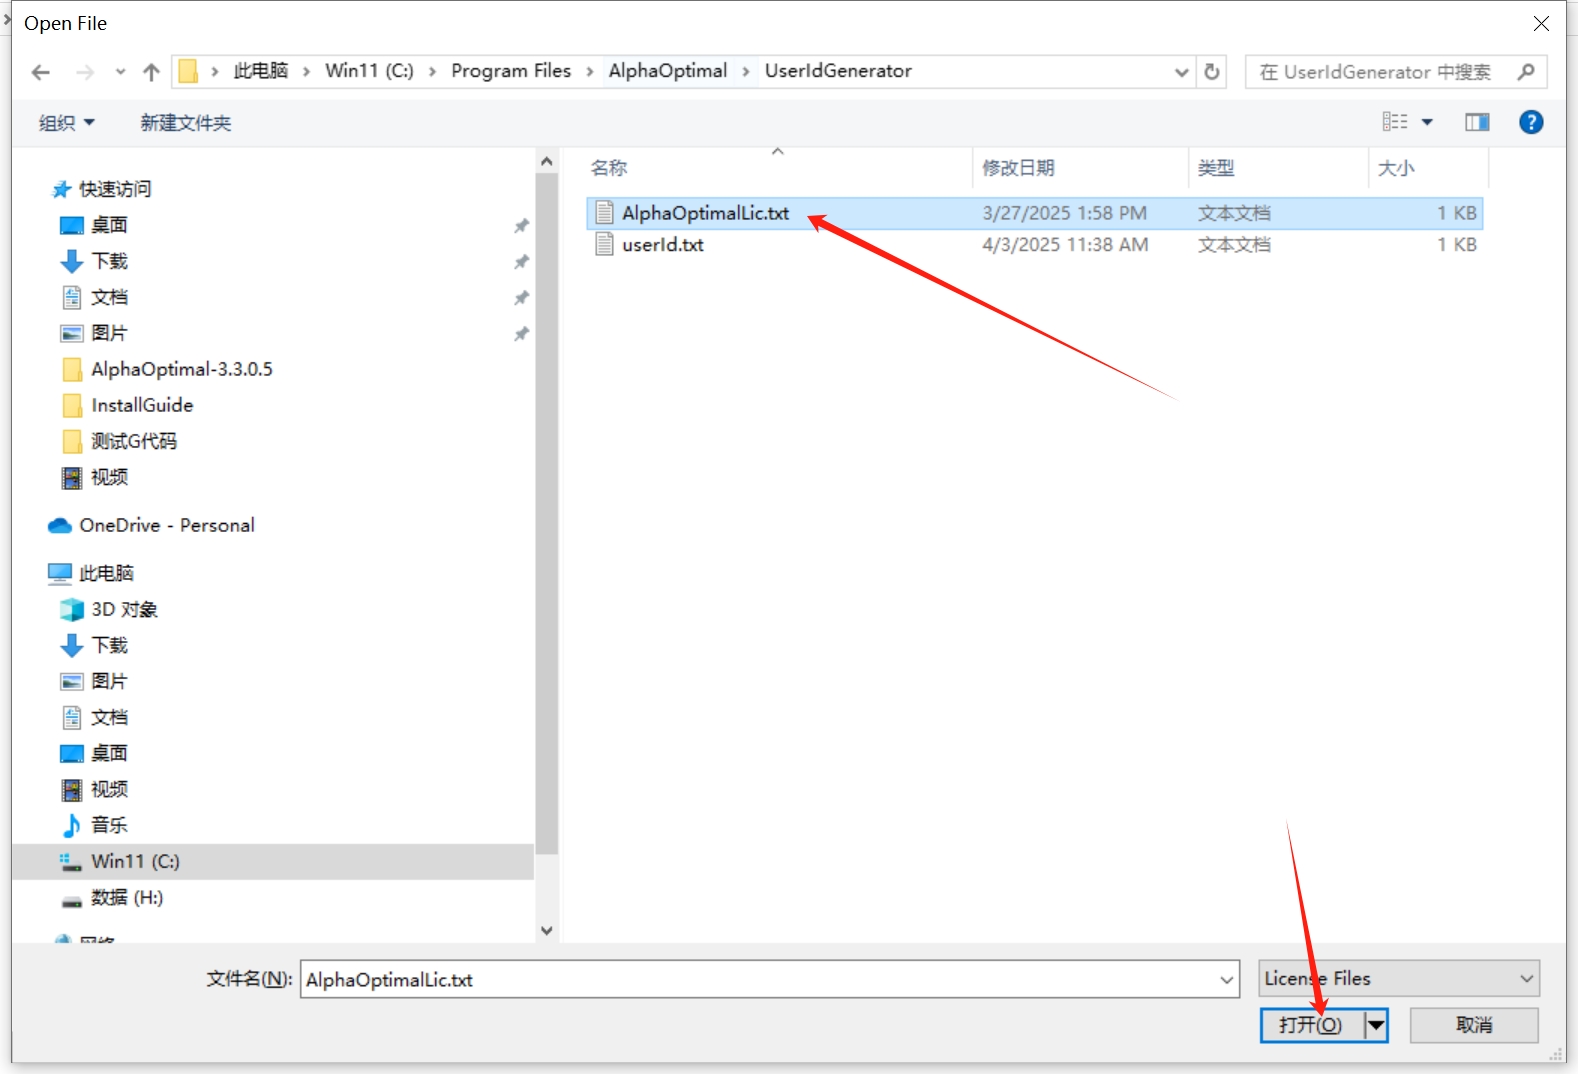 Open File
此电脑 Win11 (C:) Program Files AlphaOptimal UserIdGenerator
在 UserIdGenerator 中搜索
组织 新建文件夹
名称 修改日期 类型 大小
AlphaOptimalLic.txt 3/27/2025 1:58 PM 文本文档 1 KB
userId.txt 4/3/2025 11:38 AM 文本文档 1 KB
快速访问
桌面
下载
文档
图片
AlphaOptimal-3.3.0.5
InstallGuide
测试G代码
视频
OneDrive - Personal
此电脑
3D 对象
下载
图片
文档
桌面
视频
音乐
Win11 (C:)
数据 (H:)
网络
文件名(N): AlphaOptimalLic.txt License Files
打开(O) 取消